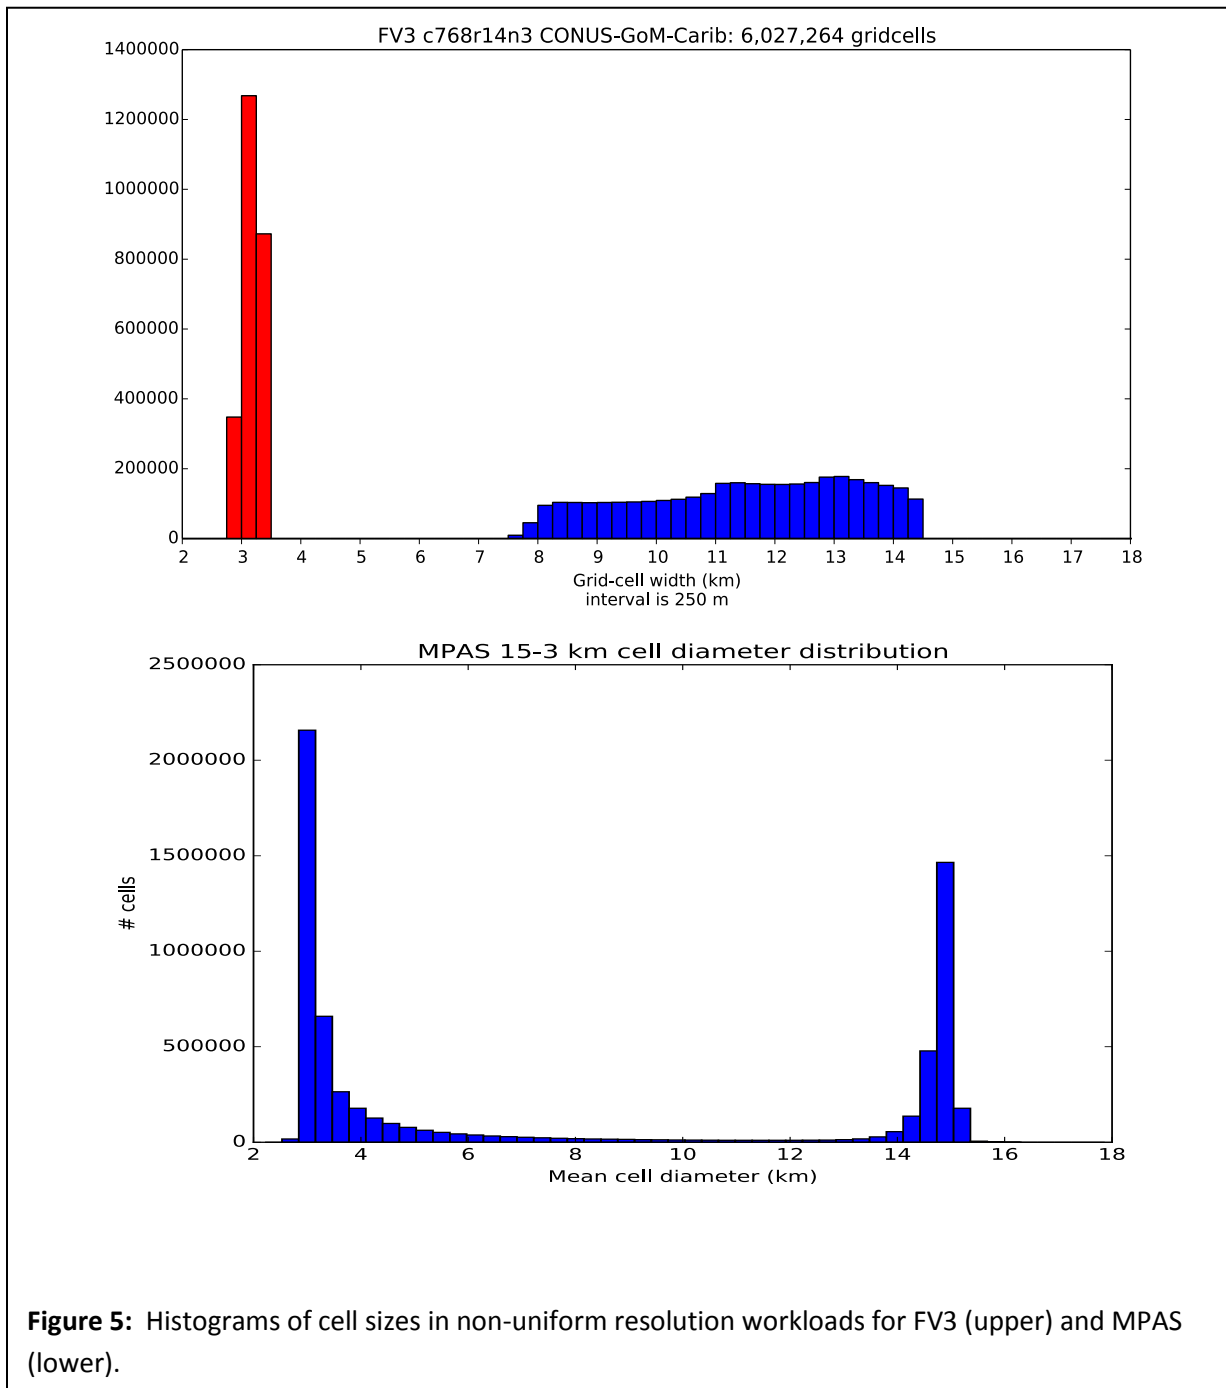 FV3 c768r14n3 CONUS-GoM-Carib: 6,027,264 gridcells
1400000
1200000
1000000
800000
600000
400000
200000
0
2 3 4 5 6 7 8 9 10 11 12 13 14 15 16 17 18
Grid-cell width (km)
interval is 250 m
MPAS 15-3 km cell diameter distribution
2500000
2000000
1500000
1000000
500000
0
# cells
2 4 6 8 10 12 14 16 18
Mean cell diameter (km)
Figure 5: Histograms of cell sizes in non-uniform resolution workloads for FV3 (upper) and MPAS
(lower).